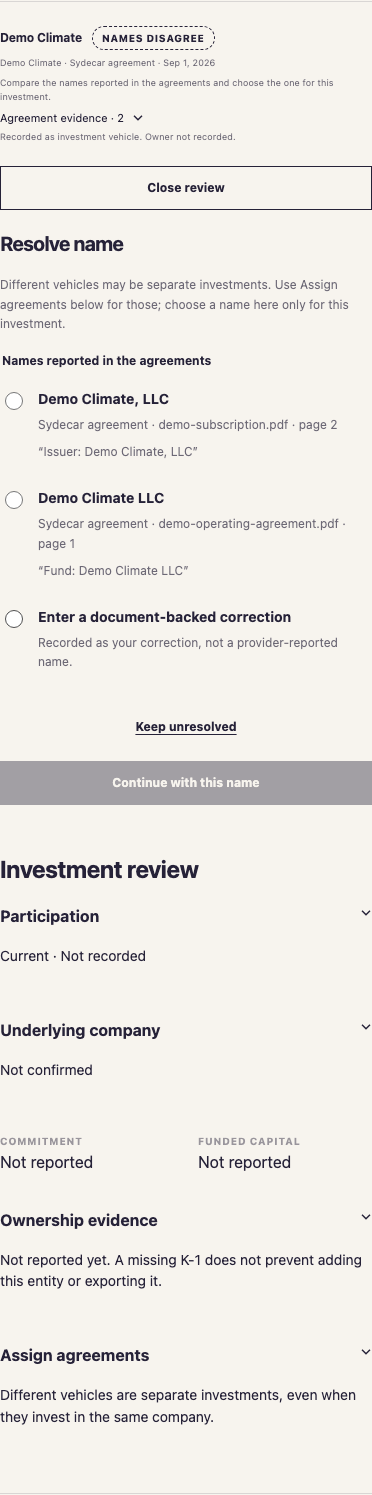 Demo Climate NAMES DISAGREE
Demo Climate · Sydecar agreement · Sep 1, 2026
Compare the names reported in the agreements and choose the one for this
investment.
Agreement evidence · 2
Recorded as investment vehicle. Owner not recorded.
Close review
Resolve name
Different vehicles may be separate investments. Use Assign
agreements below for those; choose a name here only for this
investment.
Names reported in the agreements
Demo Climate, LLC
Sydecar agreement · demo-subscription.pdf · page 2
“Issuer: Demo Climate, LLC”
Demo Climate LLC
Sydecar agreement · demo-operating-agreement.pdf ·
page 1
“Fund: Demo Climate LLC”
Enter a document-backed correction
Recorded as your correction, not a provider-reported
name.
Keep unresolved
Continue with this name
Investment review
Participation
Current · Not recorded
Underlying company
Not confirmed
COMMITMENT FUNDED CAPITAL
Not reported Not reported
Ownership evidence
Not reported yet. A missing K-1 does not prevent adding
this entity or exporting it.
Assign agreements
Different vehicles are separate investments, even when
they invest in the same company.